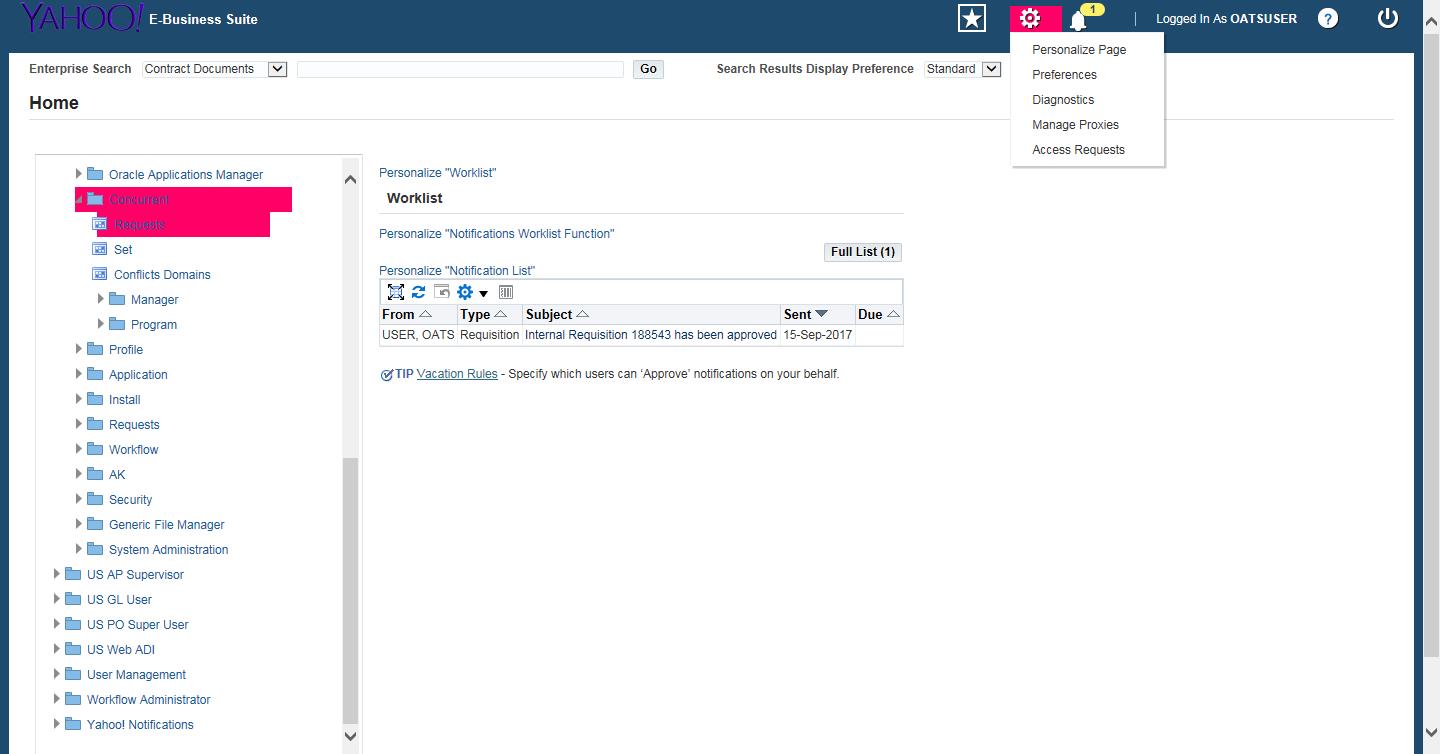 YAHOO! E-Business Suite
1
Logged In As OATSUSER
?
Personalize Page
Preferences
Diagnostics
Manage Proxies
Access Requests
Enterprise Search Contract Documents Go Search Results Display Preference Standard
Home
Oracle Applications Manager
Concurrent
Requests
Set
Conflicts Domains
Manager
Program
Profile
Application
Install
Requests
Workflow
AK
Security
Generic File Manager
System Administration
US AP Supervisor
US GL User
US PO Super User
US Web ADI
User Management
Workflow Administrator
Yahoo! Notifications
Personalize "Worklist"
Worklist
Personalize "Notifications Worklist Function"
Full List (1)
Personalize "Notification List"
From Type Subject Sent Due
USER, OATS Requisition Internal Requisition 188543 has been approved 15-Sep-2017
TIP Vacation Rules - Specify which users can ‘Approve’ notifications on your behalf.